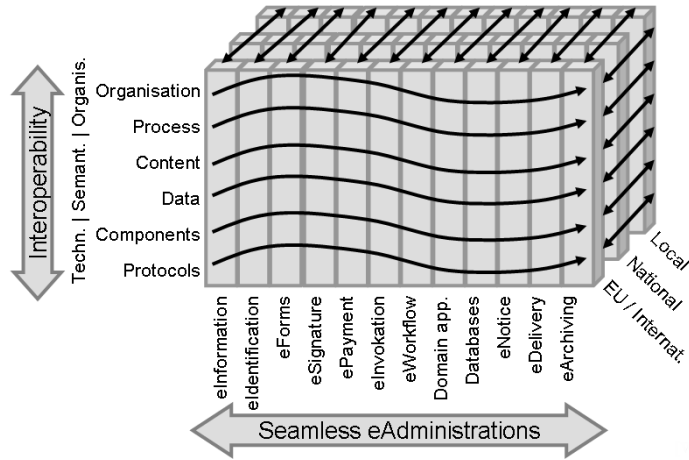 Interoperability
Techn. | Semant. | Organis.
Organisation
Process
Content
Data
Components
Protocols
eInformation
eIdentification
eForms
eSignature
ePayment
eInvokation
eWorkflow
Domain app.
Databases
eNotice
eDelivery
eArchiving
Local
National
EU / Internat.
Seamless eAdministrations